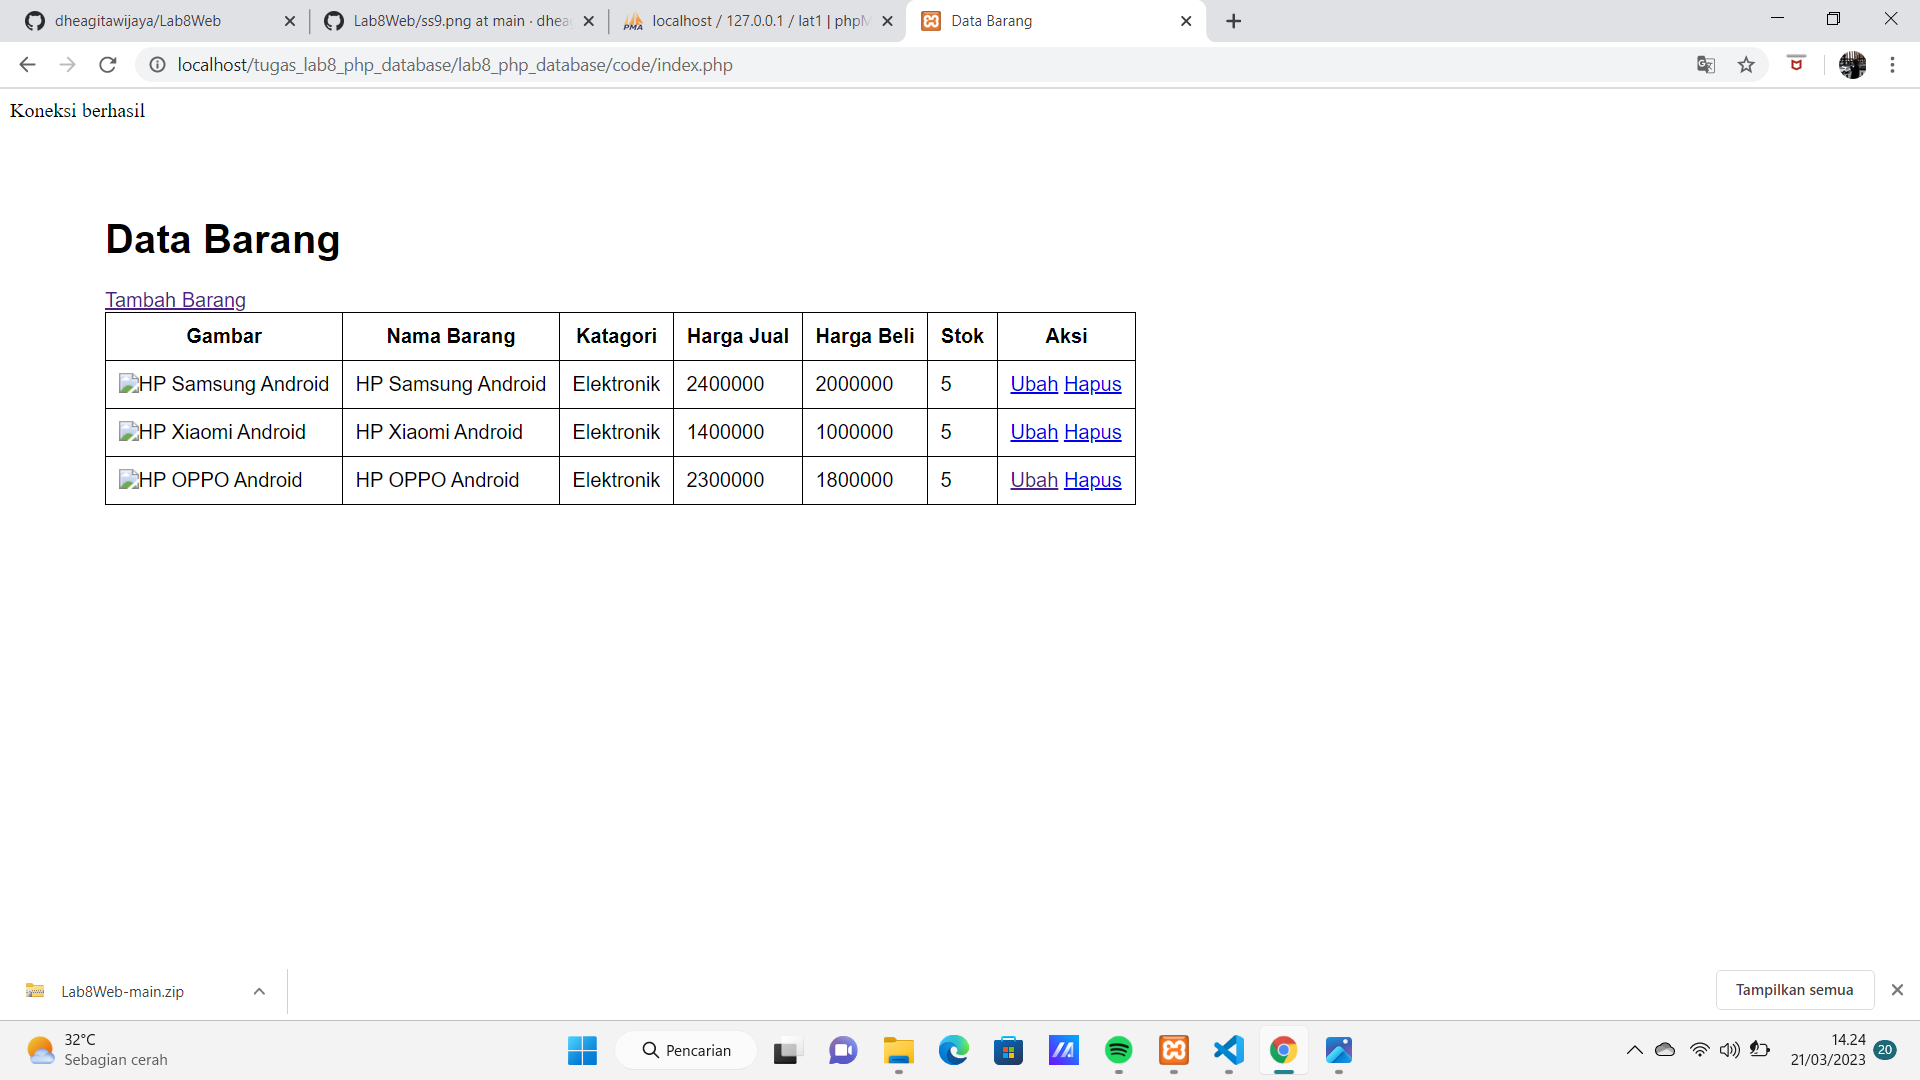 dheagitawijaya/Lab8Web
Lab8Web/ss9.png at main · dhea
localhost / 127.0.0.1 / lat1 | phpM
Data Barang
localhost/tugas_lab8_php_database/lab8_php_database/code/index.php
Koneksi berhasil
Data Barang
Tambah Barang
Gambar Nama Barang Katagori Harga Jual Harga Beli Stok Aksi
HP Samsung Android HP Samsung Android Elektronik 2400000 2000000 5 Ubah Hapus
HP Xiaomi Android HP Xiaomi Android Elektronik 1400000 1000000 5 Ubah Hapus
HP OPPO Android HP OPPO Android Elektronik 2300000 1800000 5 Ubah Hapus
Lab8Web-main.zip
Tampilkan semua
32°C
Sebagian cerah
Pencarian
14.24
21/03/2023
20